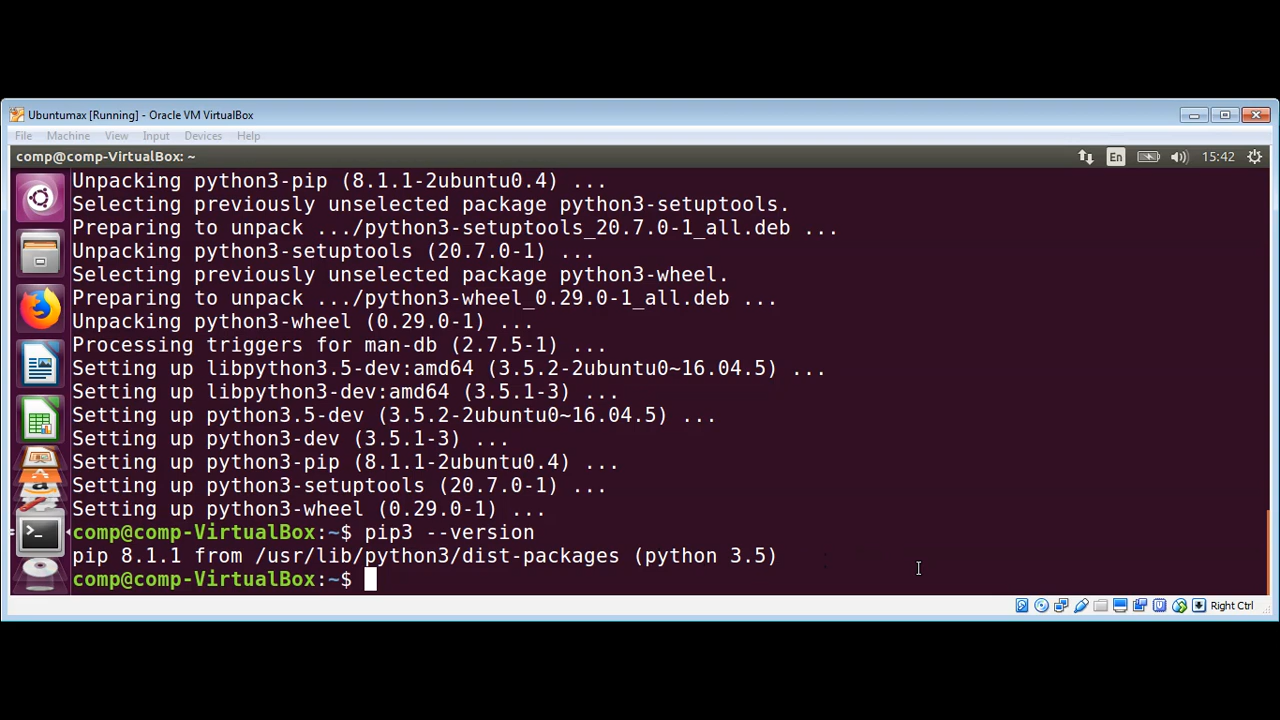 Ubuntumax [Running] - Oracle VM VirtualBox
File Machine View Input Devices Help
comp@comp-VirtualBox: ~ En 15:42
Unpacking python3-pip (8.1.1-2ubuntu0.4) ...
Selecting previously unselected package python3-setuptools.
Preparing to unpack .../python3-setuptools_20.7.0-1_all.deb ...
Unpacking python3-setuptools (20.7.0-1) ...
Selecting previously unselected package python3-wheel.
Preparing to unpack .../python3-wheel_0.29.0-1_all.deb ...
Unpacking python3-wheel (0.29.0-1) ...
Processing triggers for man-db (2.7.5-1) ...
Setting up libpython3.5-dev:amd64 (3.5.2-2ubuntu0~16.04.5) ...
Setting up libpython3-dev:amd64 (3.5.1-3) ...
Setting up python3.5-dev (3.5.2-2ubuntu0~16.04.5) ...
Setting up python3-dev (3.5.1-3) ...
Setting up python3-pip (8.1.1-2ubuntu0.4) ...
Setting up python3-setuptools (20.7.0-1) ...
Setting up python3-wheel (0.29.0-1) ...
comp@comp-VirtualBox:~$ pip3 --version
pip 8.1.1 from /usr/lib/python3/dist-packages (python 3.5)
comp@comp-VirtualBox:~$
Right Ctrl